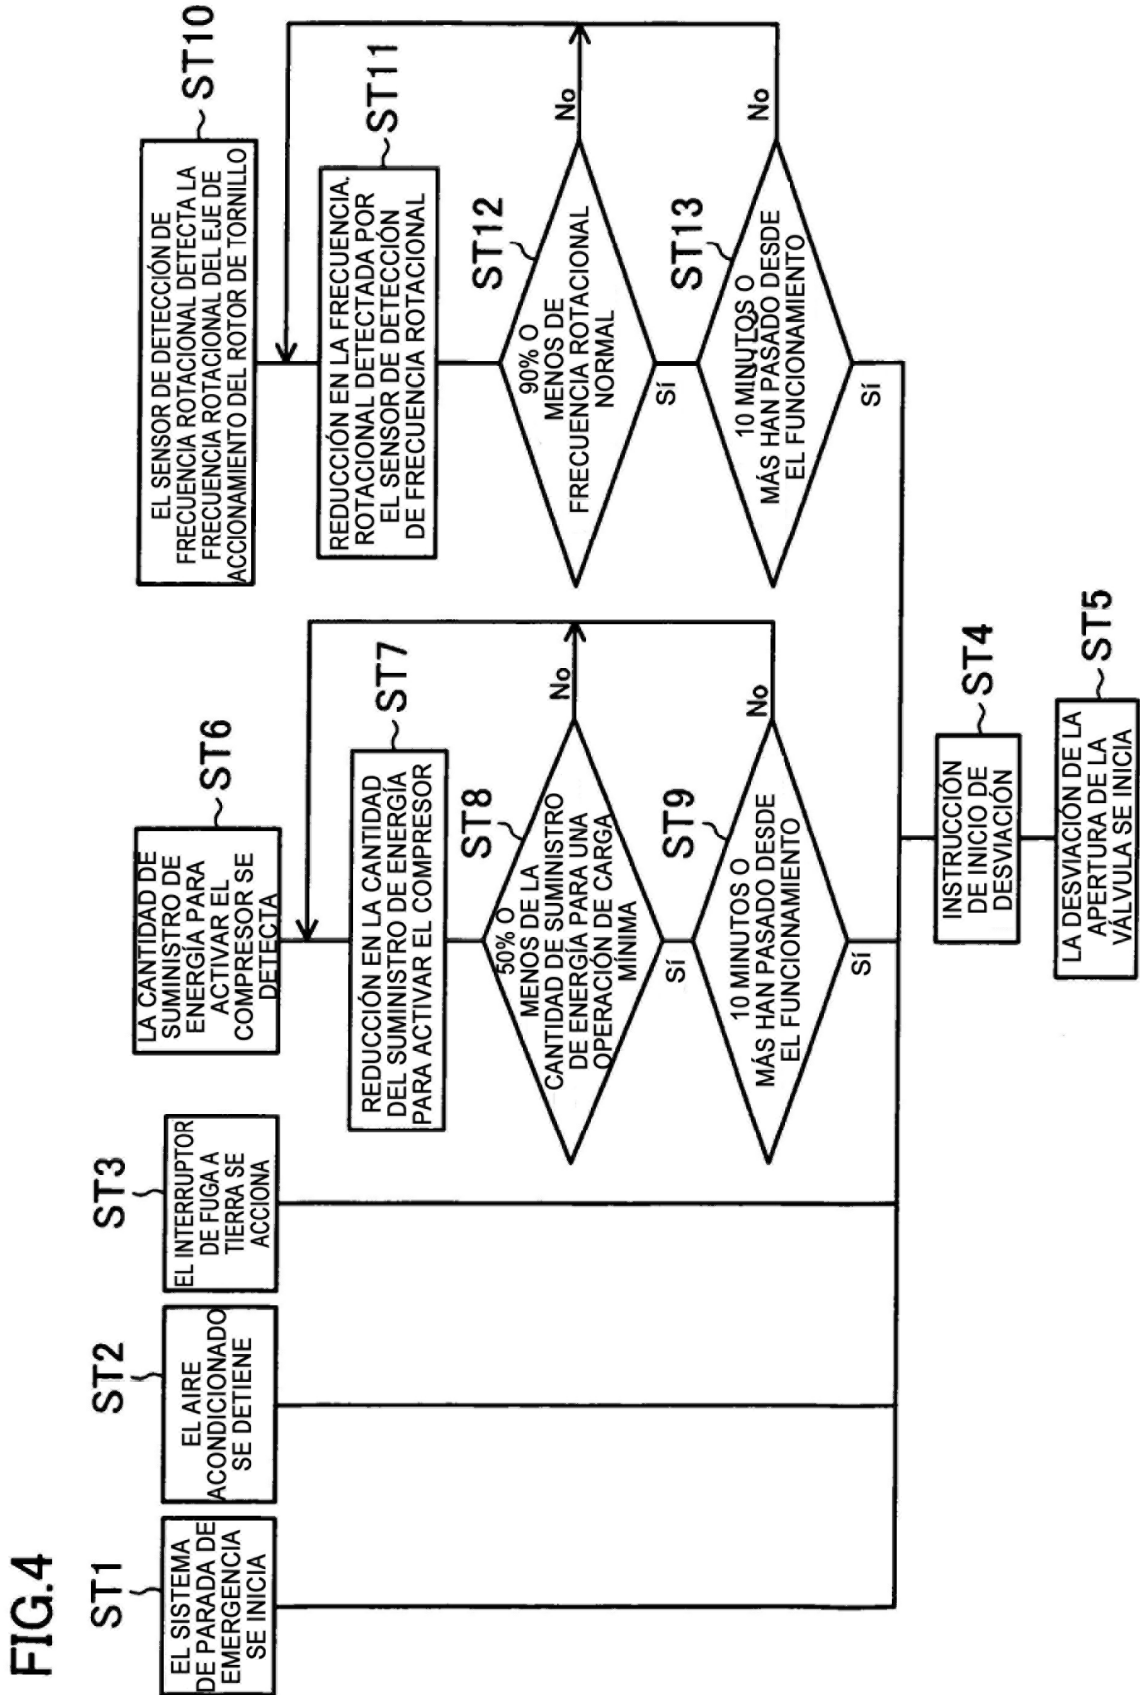 FIG.4
ST1
EL SISTEMA
DE PARADA DE
EMERGENCIA
SE INICIA
ST2
EL AIRE
ACONDICIONADO
SE DETIENE
ST3
EL INTERRUPTOR
DE FUGA A
TIERRA SE
ACCIONA
ST6
LA CANTIDAD DE
SUMINISTRO DE
ENERGÍA PARA
ACTIVAR EL
COMPRESOR SE
DETECTA
ST7
REDUCCIÓN EN LA CANTIDAD
DEL SUMINISTRO DE ENERGÍA
PARA ACTIVAR EL COMPRESOR
ST8
50% O
MENOS DE LA
CANTIDAD DE SUMINISTRO
DE ENERGÍA PARA UNA
OPERACIÓN DE CARGA
MÍNIMA
No
Sí
ST9
10 MINUTOS O
MÁS HAN PASADO DESDE
EL FUNCIONAMIENTO
No
Sí
ST10
EL SENSOR DE DETECCIÓN DE
FRECUENCIA ROTACIONAL DETECTA LA
FRECUENCIA ROTACIONAL DEL EJE DE
ACCIONAMIENTO DEL ROTOR DE TORNILLO
ST11
REDUCCIÓN EN LA FRECUENCIA.
ROTACIONAL DETECTADA POR
EL SENSOR DE DETECCIÓN
DE FRECUENCIA ROTACIONAL
ST12
90% O
MENOS DE
FRECUENCIA ROTACIONAL
NORMAL
No
Sí
ST13
10 MINUTOS O
MÁS HAN PASADO DESDE
EL FUNCIONAMIENTO
No
Sí
ST4
INSTRUCCIÓN
DE INICIO DE
DESVIACIÓN
ST5
LA DESVIACIÓN DE LA
APERTURA DE LA
VÁLVULA SE INICIA